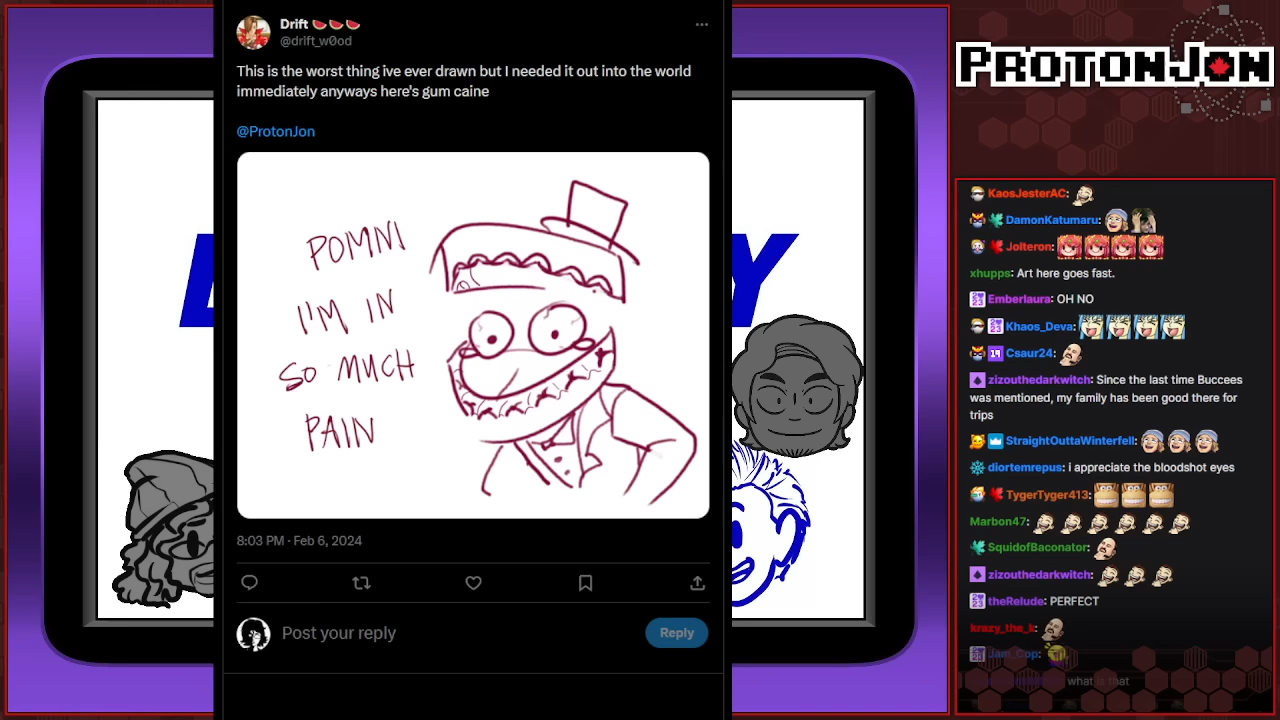 Drift 🍉🍉🍉
@drift_w0od
This is the worst thing ive ever drawn but I needed it out into the world
immediately anyways here's gum caine
@ProtonJon
POMNI
I'M IN
SO MUCH
PAIN
8:03 PM · Feb 6, 2024
Post your reply
Reply
Y
PROTONJON
KaosJesterAC:
DamonKatumaru:
Jolteron:
xhupps: Art here goes fast.
Emberlaura: OH NO
Khaos_Deva:
Csaur24:
zizouthedarkwitch: Since the last time Buccees
was mentioned, my family has been good there for
trips
StraightOuttaWinterfell:
diortemrepus: i appreciate the bloodshot eyes
TygerTyger413:
Marbon47:
SquidofBaconator:
zizouthedarkwitch:
theRelude: PERFECT
krazy_the_k:
Jam_Cop:
what is that